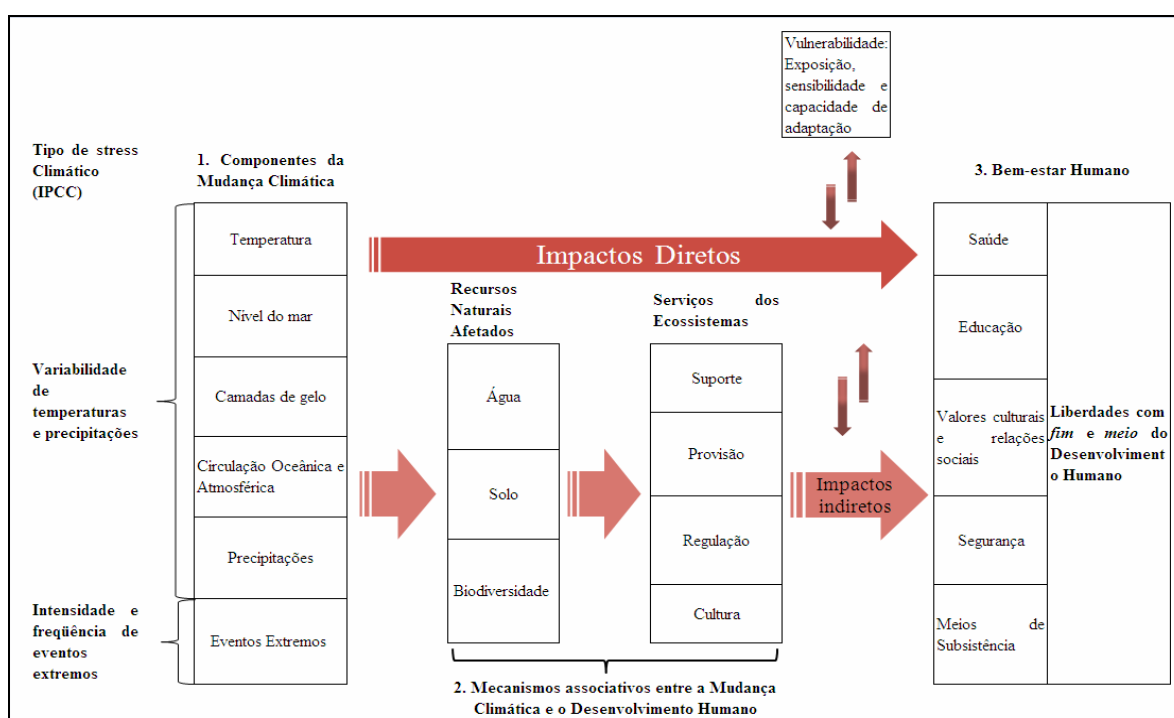 Vulnerabilidade:
Exposição,
sensibilidade e
capacidade de
adaptação
Tipo de stress
Climático
(IPCC)
1. Componentes da
Mudança Climática
3. Bem-estar Humano
Temperatura
Nível do mar
Camadas de gelo
Circulação Oceânica e
Atmosférica
Precipitações
Eventos Extremos
Variabilidade
de
temperaturas
e precipitações
Intensidade e
freqüência de
eventos
extremos
Impactos Diretos
Recursos
Naturais
Afetados
Água
Solo
Biodiversidade
Serviços dos
Ecossistemas
Suporte
Provisão
Regulação
Cultura
Impactos
indiretos
2. Mecanismos associativos entre a Mudança
Climática e o Desenvolvimento Humano
Saúde
Educação
Valores culturais
e relações
sociais
Segurança
Meios de
Subsistência
Liberdades com
fim e meio do
Desenvolviment
o Humano